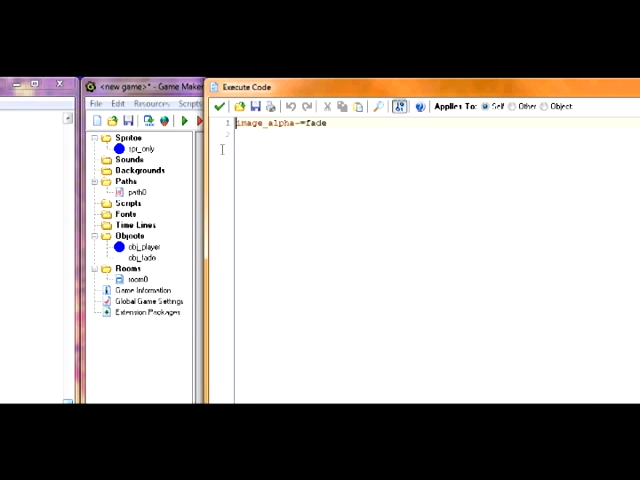 <new game>* - Game Maker
Execute Code
File Edit Resources Scripts
Applies To: Self Other Object
1 image_alpha-=fade
2
Sprites
spr_only
Sounds
Backgrounds
Paths
path0
Scripts
Fonts
Time Lines
Objects
obj_player
obj_fade
Rooms
room0
Game Information
Global Game Settings
Extension Packages